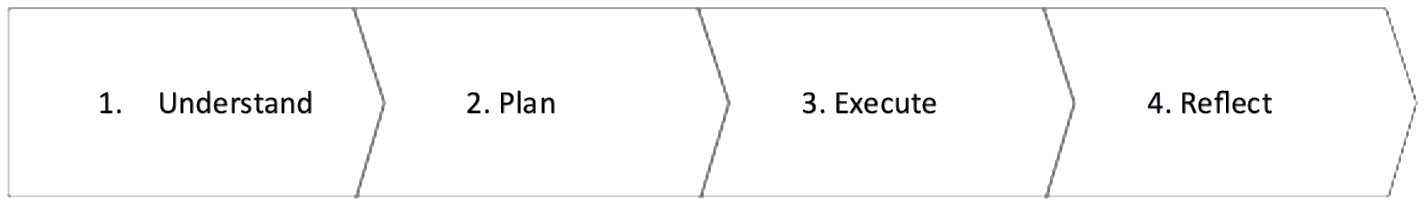 1. Understand
2. Plan
3. Execute
4. Reflect